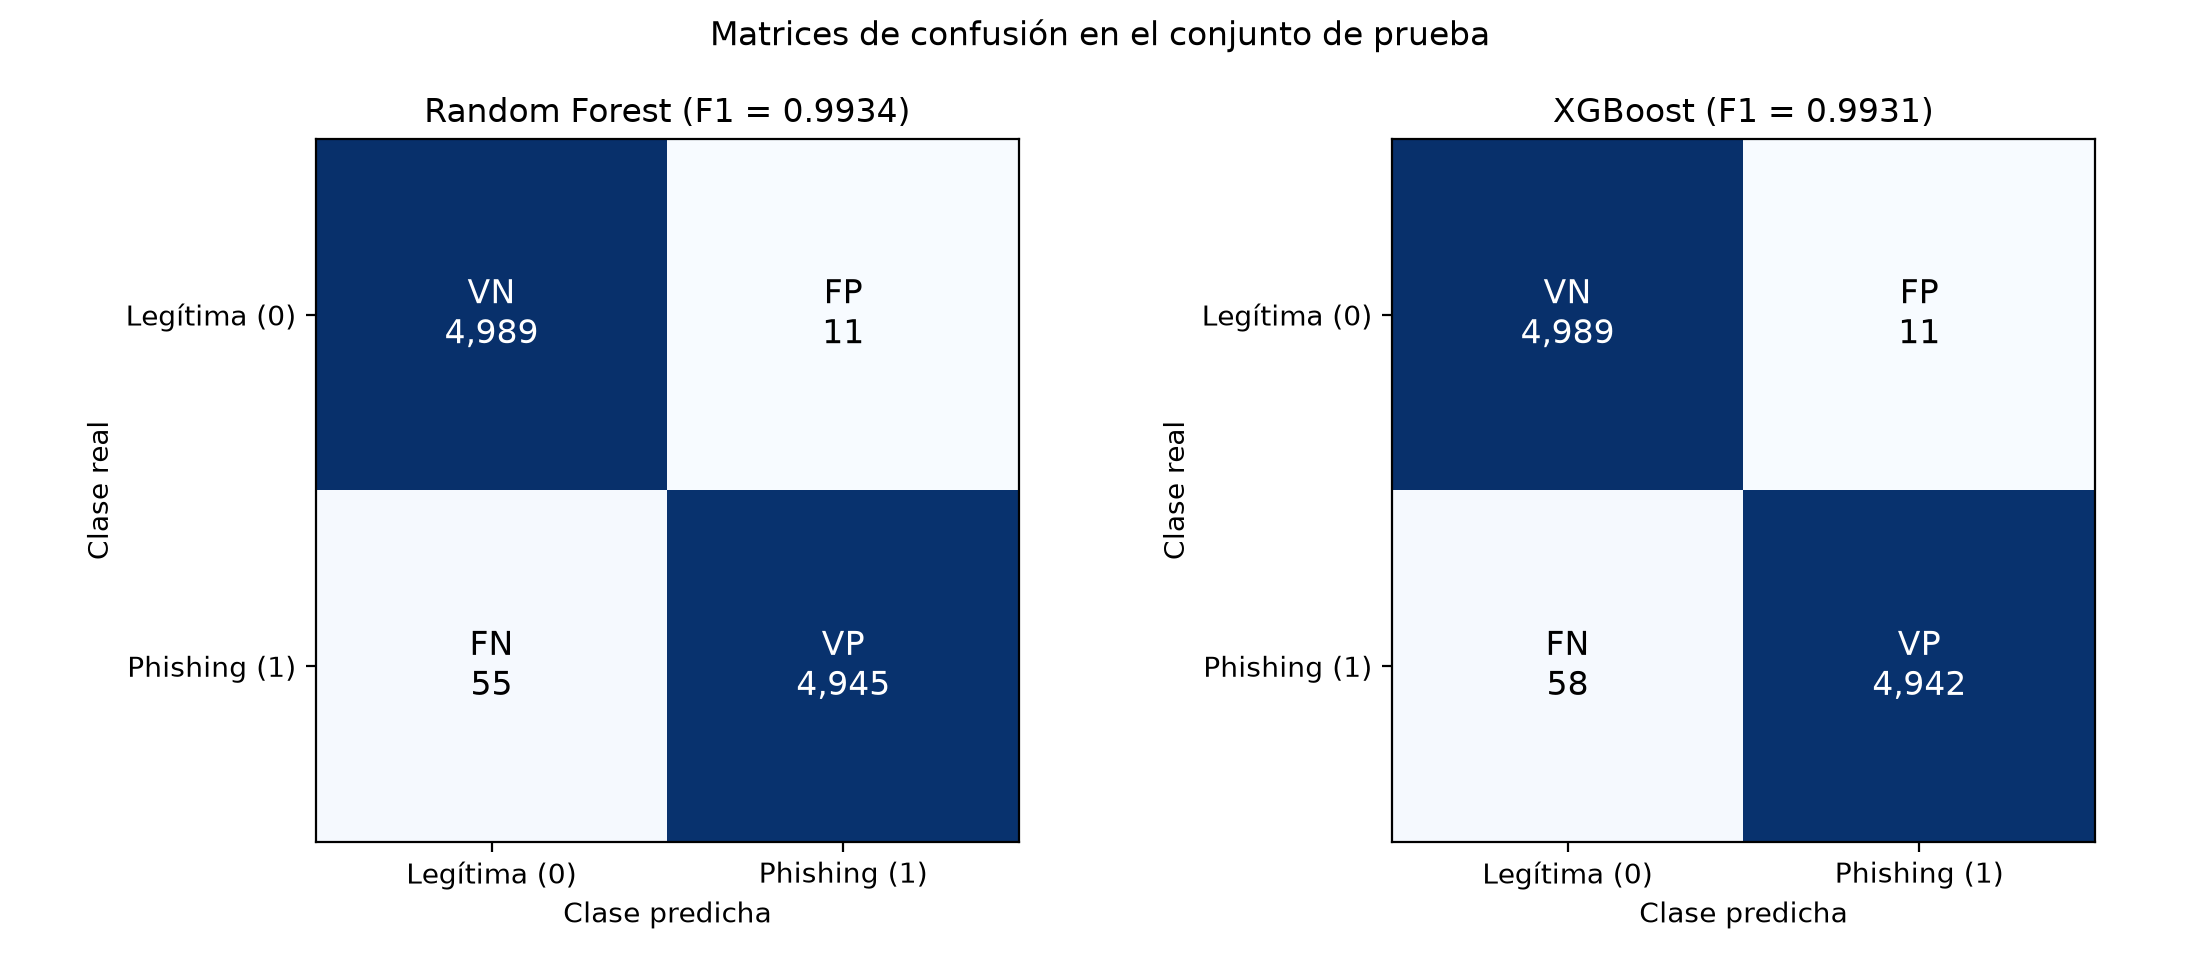 Matrices de confusión en el conjunto de prueba
Random Forest (F1 = 0.9934)
Clase real
Legítima (0)
Phishing (1)
VN
4,989
FP
11
FN
55
VP
4,945
Legítima (0)
Phishing (1)
Clase predicha
XGBoost (F1 = 0.9931)
Clase real
Legítima (0)
Phishing (1)
VN
4,989
FP
11
FN
58
VP
4,942
Legítima (0)
Phishing (1)
Clase predicha